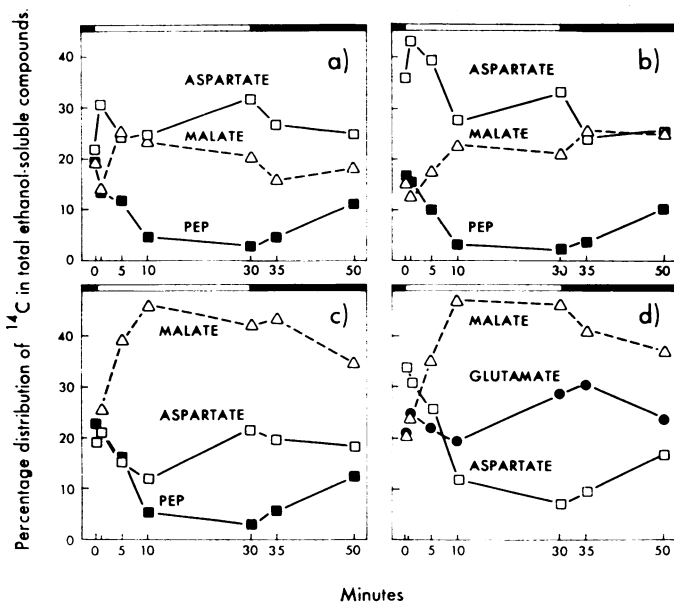 Percentage distribution of ¹⁴C in total ethanol-soluble compounds.
a)
40
30
20
10
0
ASPARTATE
MALATE
PEP
0 5 10 30 35 50
b)
ASPARTATE
MALATE
PEP
0 5 10 30 35 50
c)
40
30
20
10
0
MALATE
ASPARTATE
PEP
0 5 10 30 35 50
d)
MALATE
GLUTAMATE
ASPARTATE
0 5 10 30 35 50
Minutes